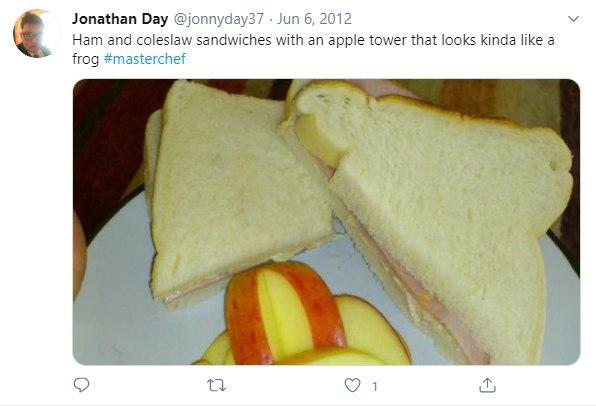 Jonathan Day @jonnyday37 · Jun 6, 2012
Ham and coleslaw sandwiches with an apple tower that looks kinda like a
frog #masterchef
1